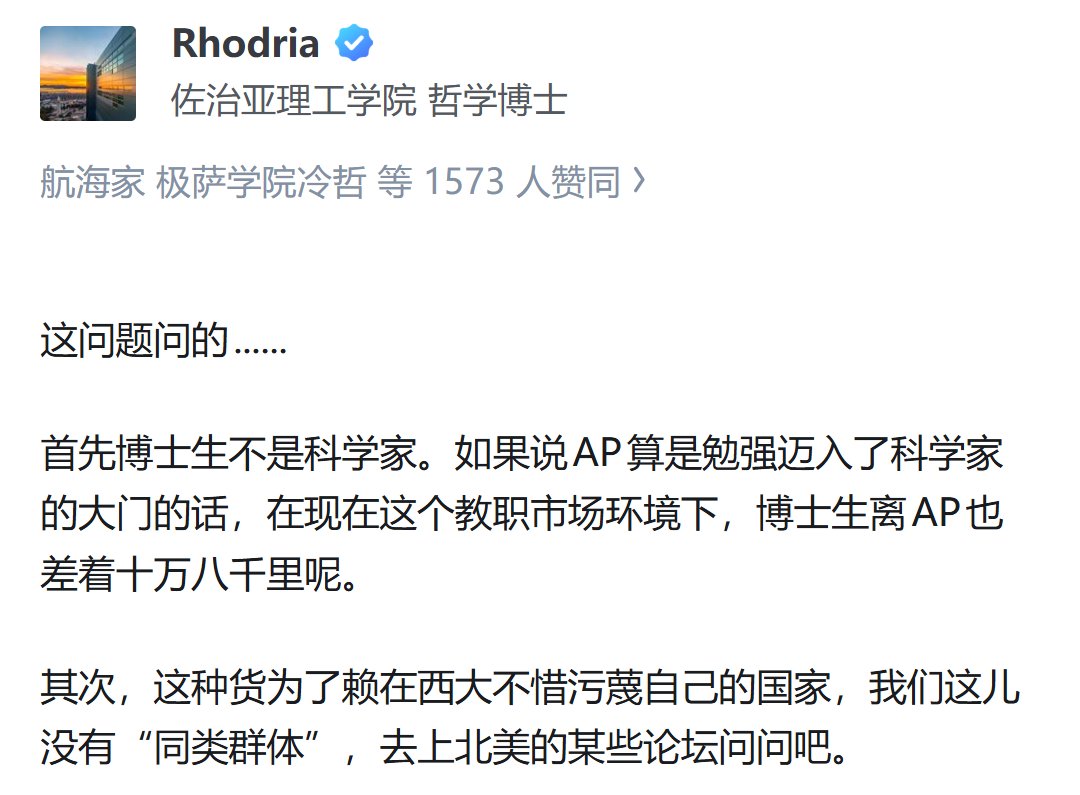 Rhodria
佐治亚理工学院 哲学博士
航海家 极萨学院冷哲 等 1573 人赞同 ›
这问题问的......
首先博士生不是科学家。如果说AP算是勉强迈入了科学家
的大门的话，在现在这个教职市场环境下，博士生离AP也
差着十万八千里呢。
其次，这种货为了赖在西大不惜污蔑自己的国家，我们这儿
没有“同类群体”，去上北美的某些论坛问问吧。